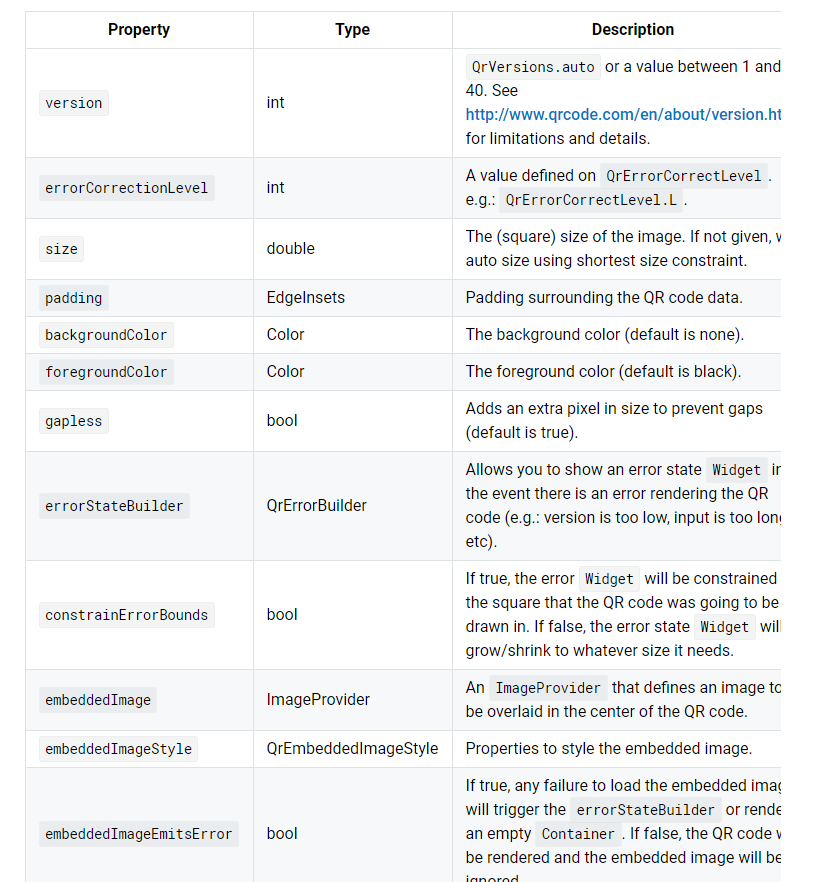 Property Type Description
version int QrVersions.auto or a value between 1 and
40. See
http://www.qrcode.com/en/about/version.ht
for limitations and details.
errorCorrectionLevel int A value defined on QrErrorCorrectLevel .
e.g.: QrErrorCorrectLevel.L .
size double The (square) size of the image. If not given,
auto size using shortest size constraint.
padding EdgeInsets Padding surrounding the QR code data.
backgroundColor Color The background color (default is none).
foregroundColor Color The foreground color (default is black).
gapless bool Adds an extra pixel in size to prevent gaps
(default is true).
errorStateBuilder QrErrorBuilder Allows you to show an error state Widget in
the event there is an error rendering the QR
code (e.g.: version is too low, input is too long
etc).
constrainErrorBounds bool If true, the error Widget will be constrained
the square that the QR code was going to be
drawn in. If false, the error state Widget will
grow/shrink to whatever size it needs.
embeddedImage ImageProvider An ImageProvider that defines an image to
be overlaid in the center of the QR code.
embeddedImageStyle QrEmbeddedImageStyle Properties to style the embedded image.
embeddedImageEmitsError bool If true, any failure to load the embedded imag
will trigger the errorStateBuilder or rende
an empty Container . If false, the QR code
be rendered and the embedded image will be
ignored